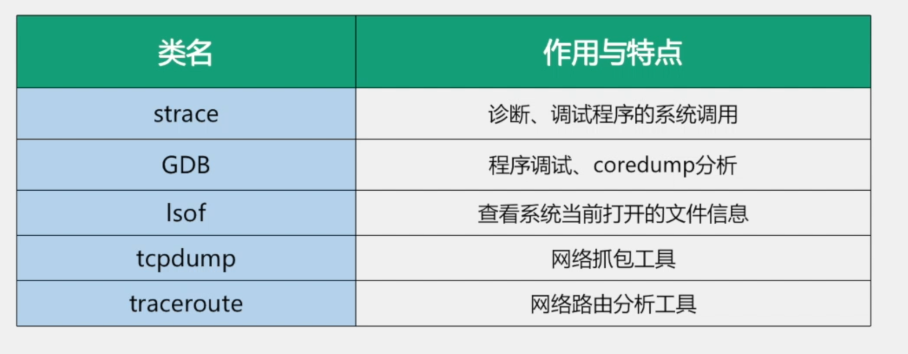 类名 作用与特点
strace 诊断、调试程序的系统调用
GDB 程序调试、coredump分析
lsof 查看系统当前打开的文件信息
tcpdump 网络抓包工具
traceroute 网络路由分析工具